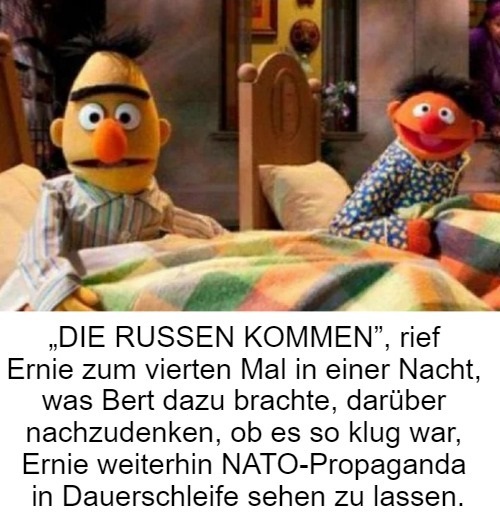 „DIE RUSSEN KOMMEN”, rief
Ernie zum vierten Mal in einer Nacht,
was Bert dazu brachte, darüber
nachzudenken, ob es so klug war,
Ernie weiterhin NATO-Propaganda
in Dauerschleife sehen zu lassen.